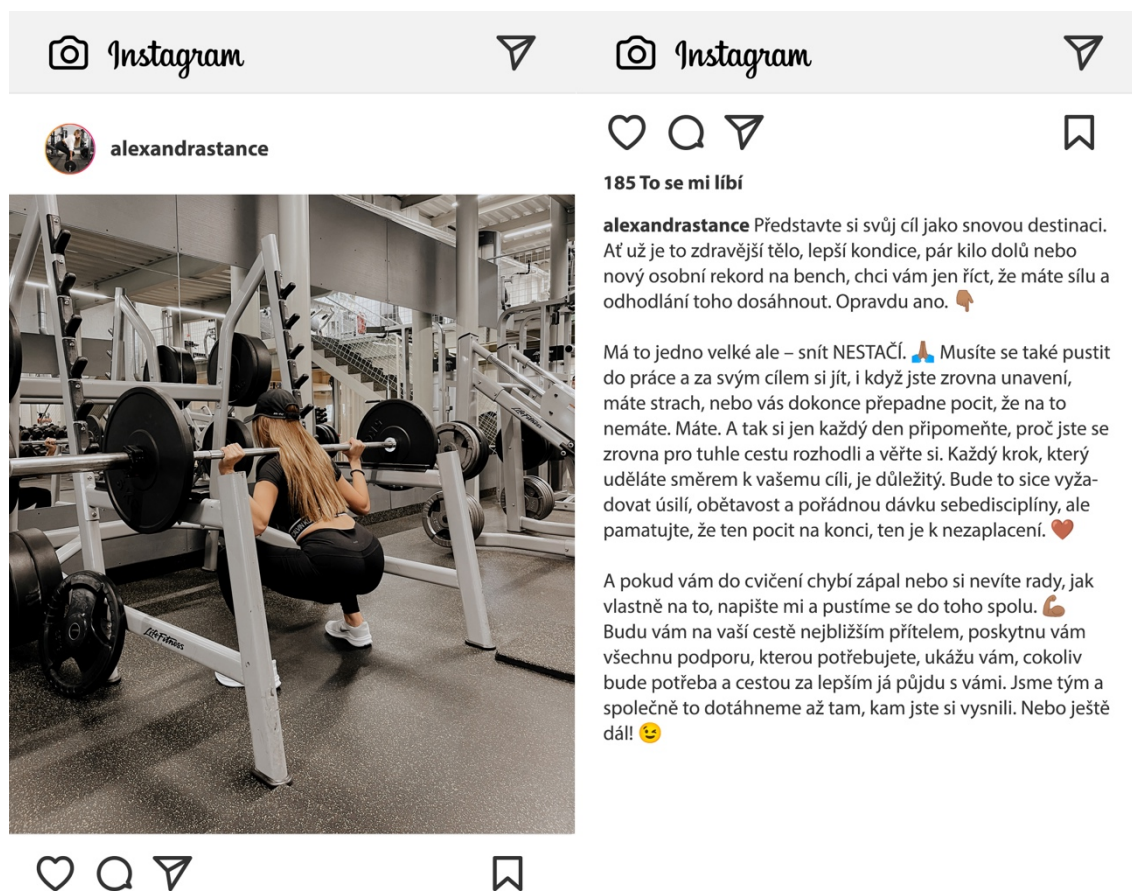 Instagram
alexandrastance
LifeFitness
Instagram
185 To se mi líbí
alexandrastance Představte si svůj cíl jako snovou destinaci.
Ať už je to zdravější tělo, lepší kondice, pár kilo dolů nebo
nový osobní rekord na bench, chci vám jen říct, že máte sílu a
odhodlání toho dosáhnout. Opravdu ano. 👇🏽
Má to jedno velké ale – snít NESTAČÍ. 🙏🏽 Musíte se také pustit
do práce a za svým cílem si jít, i když jste zrovna unavení,
máte strach, nebo vás dokonce přepadne pocit, že na to
nemáte. Máte. A tak si jen každý den připomeňte, proč jste se
zrovna pro tuhle cestu rozhodli a věřte si. Každý krok, který
uděláte směrem k vašemu cíli, je důležitý. Bude to sice vyža-
dovat úsilí, obětavost a pořádnou dávku sebedisciplíny, ale
pamatujte, že ten pocit na konci, ten je k nezaplacení. ❤️
A pokud vám do cvičení chybí zápal nebo si nevíte rady, jak
vlastně na to, napište mi a pustíme se do toho spolu. 💪🏽
Budu vám na vaší cestě nejbližším přítelem, poskytnu vám
všechnu podporu, kterou potřebujete, ukážu vám, cokoliv
bude potřeba a cestou za lepším já půjdu s vámi. Jsme tým a
společně to dotáhneme až tam, kam jste si vysnili. Nebo ještě
dál! 😉